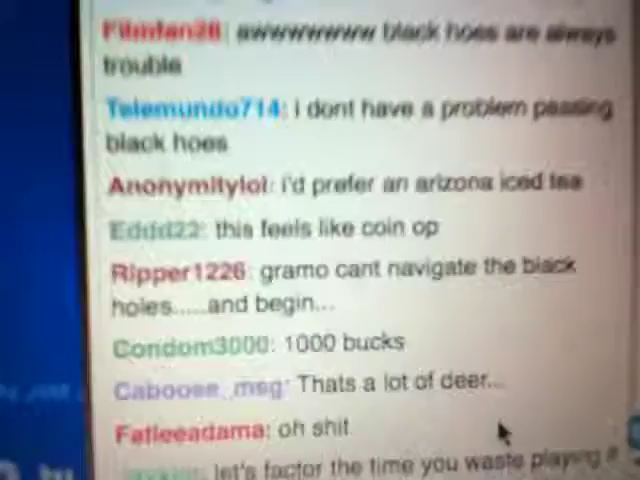 Filmfan28: awwwwwwww black hoes are always
trouble
Telemundo714: i dont have a problem passing
black hoes
Anonymitylol: i'd prefer an arizona iced tea
Eddd22: this feels like coin op
Ripper1226: gramo cant navigate the black
holes.....and begin...
Condom3000: 1000 bucks
Caboose_msg: Thats a lot of deer...
Fatleeadama: oh shit
let's factor the time you waste playing